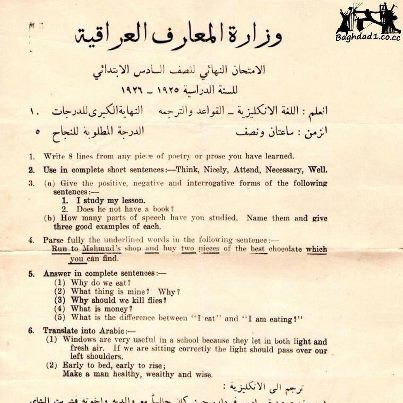 Baghdad1.co.cc
وزارة المعارف العراقية
الامتحان النهائي للصف السادس الابتدائي
للسنة الدراسية ١٩٢٥ – ١٩٢٦
العلم : اللغة الانكليزية – القواعد والترجمه النهاية الكبرى للدرجات ١٠
الزمن : ساعتان ونصف الدرجة المطلوبة للنجاح ٥
1. Write 8 lines from any piece of poetry or prose you have learned.
2. Use in complete short sentences:—Think, Nicely, Attend, Necessary, Well.
3. (a) Give the positive, negative and interrogative forms of the following
sentences:—
1. I study my lesson.
2. Does he not have a book?
(b) How many parts of speech have you studied. Name them and give
three good examples of each.
4. Parse fully the underlined words in the following sentence:—
Run to Mahmud's shop and buy two pieces of the best chocolate which
you can find.
5. Answer in complete sentences:—
(1) Why do we eat?
(2) What thing is mine? Why?
(3) Why should we kill flies?
(4) What is money?
(5) What is the difference between "I eat" and "I am eating?"
6. Translate into Arabic:—
(1) Windows are very useful in a school because they let in both light and
fresh air. If we are sitting correctly the light should pass over our
left shoulders.
(2) Early to bed, early to rise;
Make a man healthy, wealthy and wise.
ترجم الى الانكليزية :